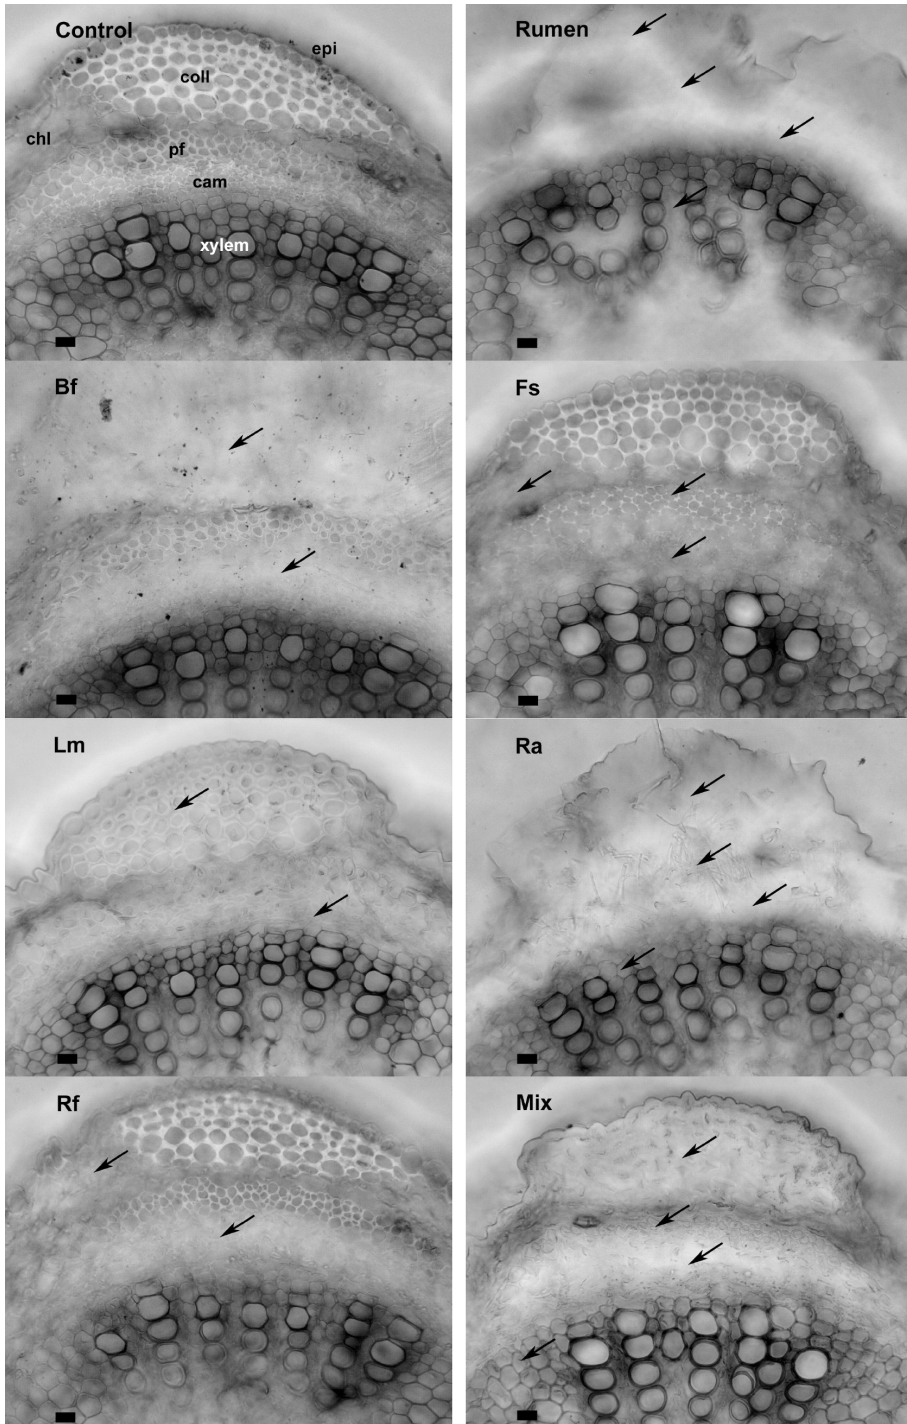 Control
epi
coll
chl
pf
cam
xylem
Rumen
Bf
Fs
Lm
Ra
Rf
Mix